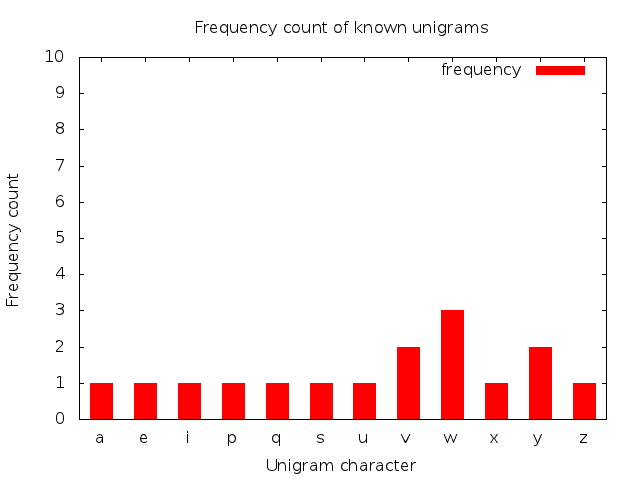 Frequency count of known unigrams
frequency
10
9
8
7
6
5
4
3
2
1
0
Frequency count
a e i p q s u v w x y z
Unigram character